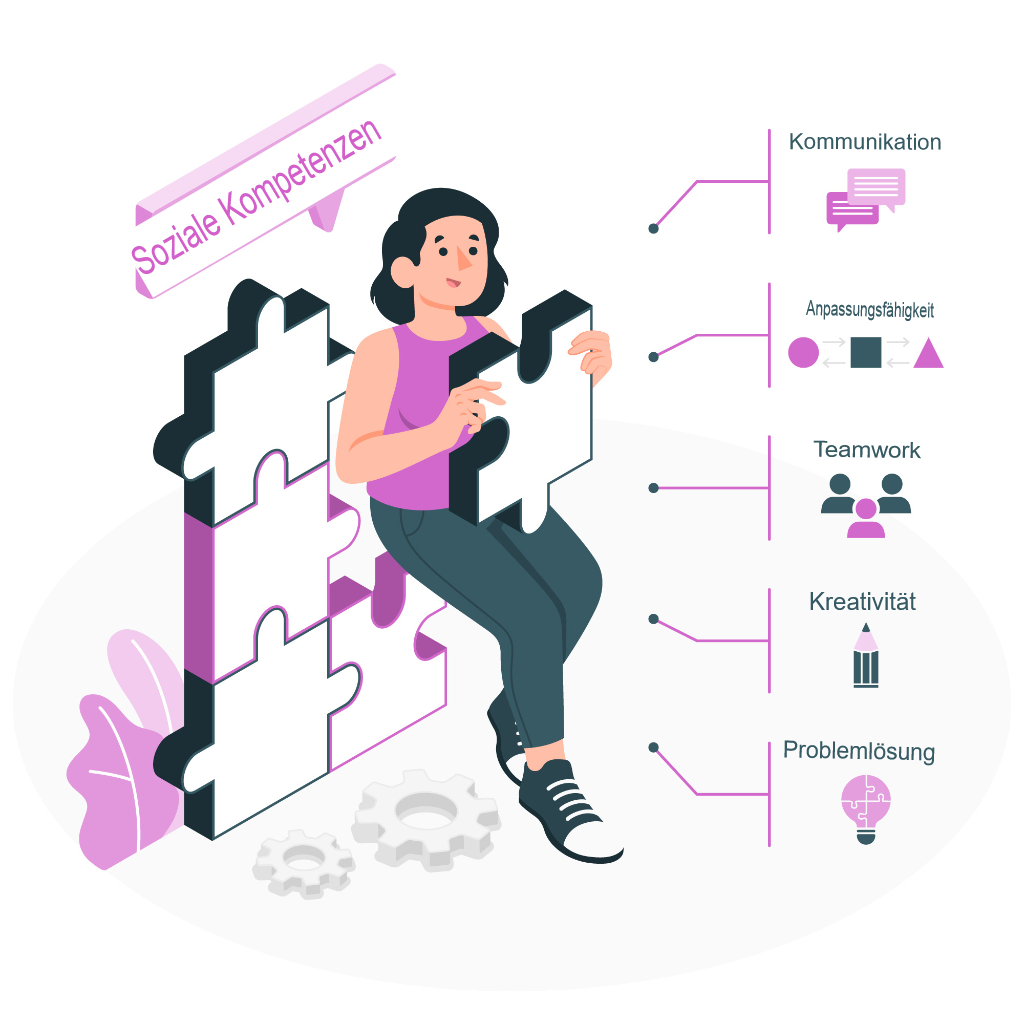 Soziale Kompetenzen
Kommunikation
Anpassungsfähigkeit
Teamwork
Kreativität
Problemlösung